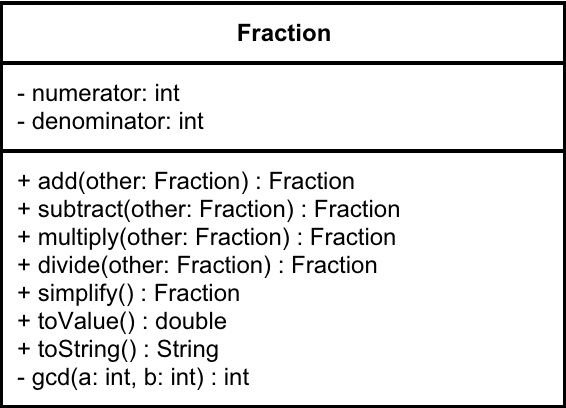 Fraction
- numerator: int
- denominator: int
+ add(other: Fraction) : Fraction
+ subtract(other: Fraction) : Fraction
+ multiply(other: Fraction) : Fraction
+ divide(other: Fraction) : Fraction
+ simplify() : Fraction
+ toValue() : double
+ toString() : String
- gcd(a: int, b: int) : int